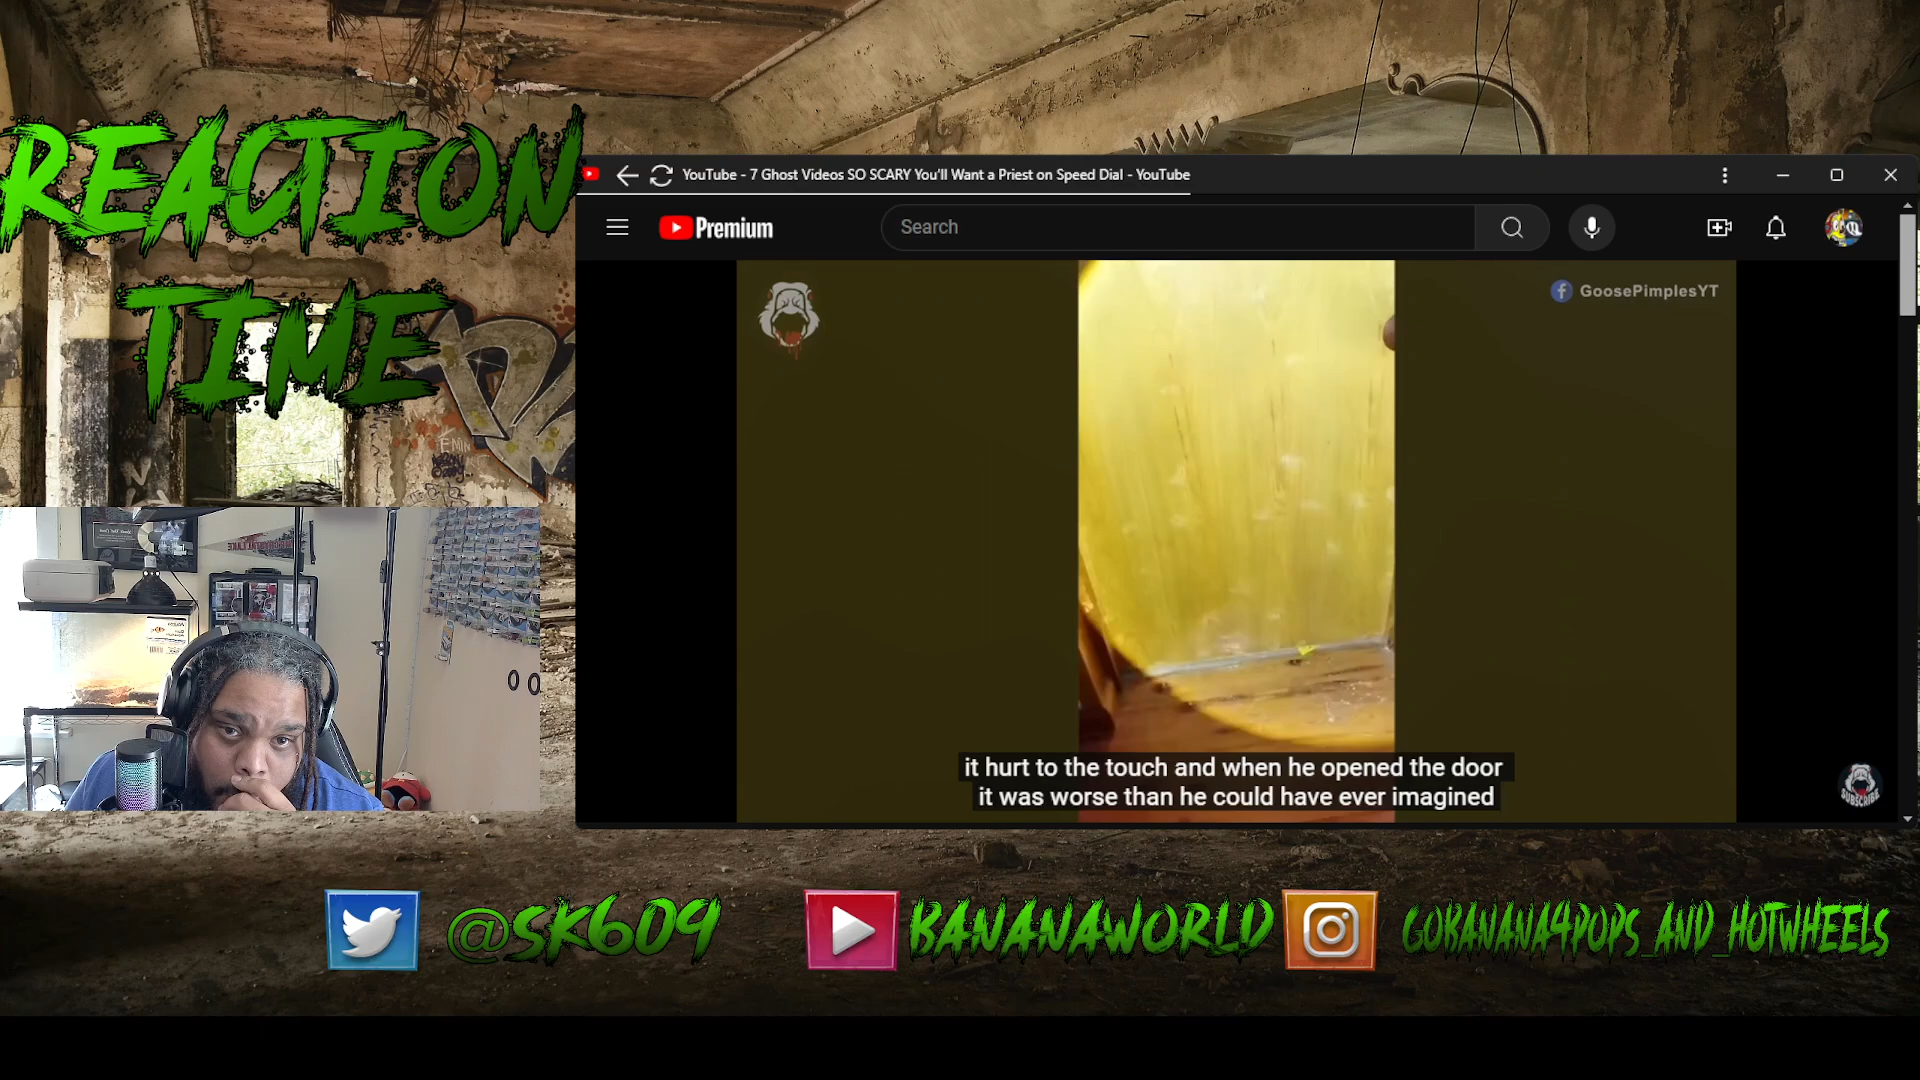 REACTION
TIME
YouTube - 7 Ghost Videos SO SCARY You'll Want a Priest on Speed Dial - YouTube
Premium
Search
GoosePimplesYT
it hurt to the touch and when he opened the door
it was worse than he could have ever imagined
SUBSCRIBE
@SK609
BANANAWORLD
GOBANANA4POPS_AND_HOTWHEELS